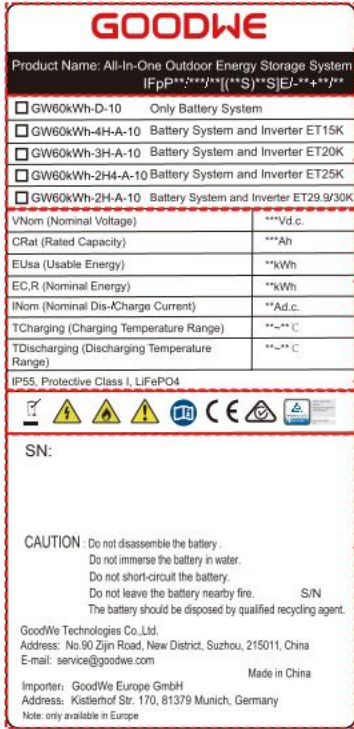 GOODWE
Product Name: All-In-One Outdoor Energy Storage System
IFpP**/***/**[(**S)**S]E/-**+**/**
GW60kWh-D-10 Only Battery System
GW60kWh-4H-A-10 Battery System and Inverter ET15K
GW60kWh-3H-A-10 Battery System and Inverter ET20K
GW60kWh-2H4-A-10 Battery System and Inverter ET25K
GW60kWh-2H-A-10 Battery System and Inverter ET29.9/30K
VNom (Nominal Voltage) ***Vd.c.
CRat (Rated Capacity) ***Ah
EUsa (Usable Energy) **kWh
EC,R (Nominal Energy) **kWh
INom (Nominal Dis-/Charge Current) **Ad.c.
TCharging (Charging Temperature Range) **~** °C
TDischarging (Discharging Temperature **~** °C
Range)
IP55, Protective Class I, LiFePO4
CE
SN:
CAUTION : Do not disassemble the battery .
Do not immerse the battery in water.
Do not short-circuit the battery.
Do not leave the battery nearby fire. S/N
The battery should be disposed by qualified recycling agent.
GoodWe Technologies Co.,Ltd.
Address: No.90 Zijin Road, New District, Suzhou, 215011, China
E-mail: service@goodwe.com
Made in China
Importer: GoodWe Europe GmbH
Address: Kistlerhof Str. 170, 81379 Munich, Germany
Note: only available in Europe